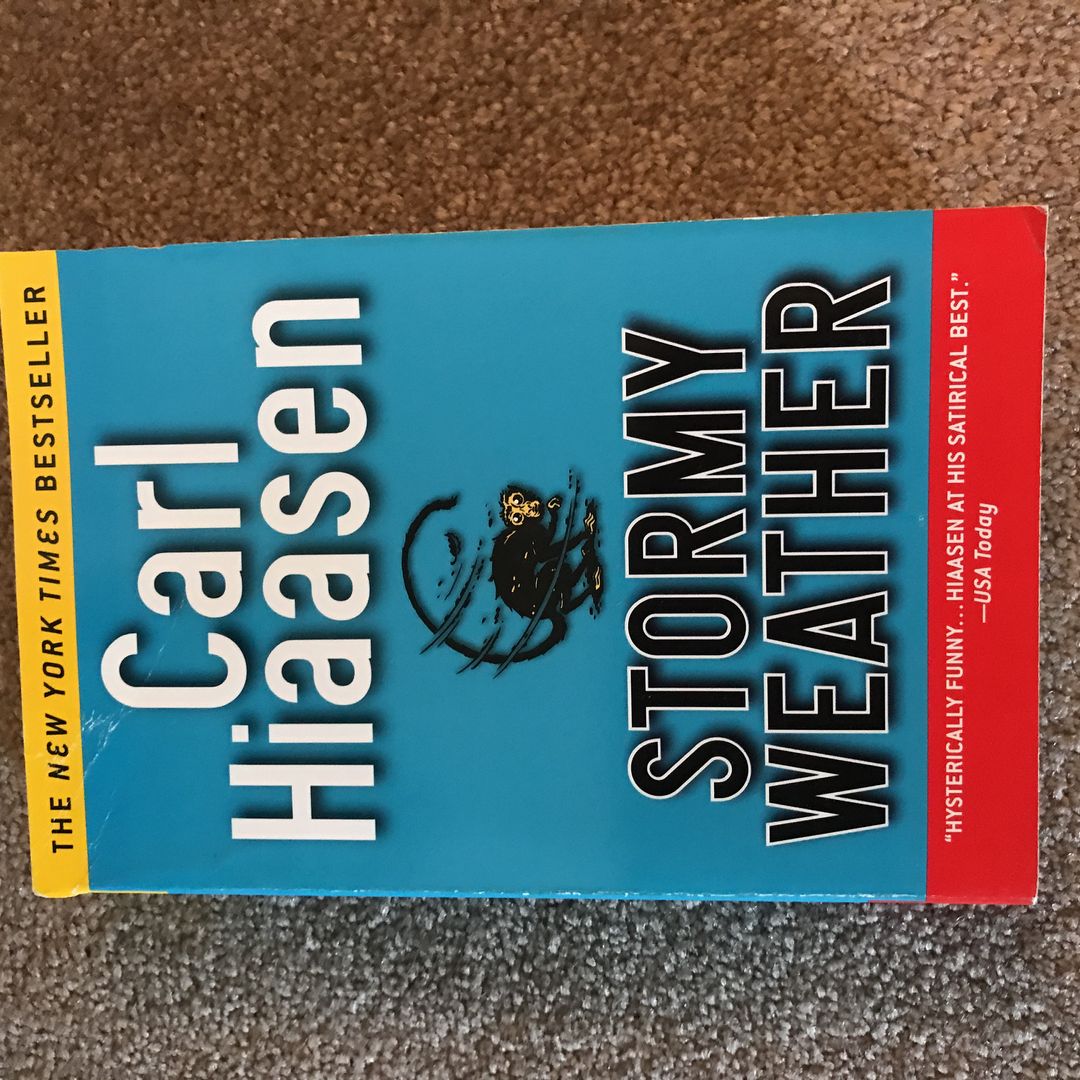 THE NEW YORK TIMES BESTSELLER
Carl
Hiaasen
STORMY
WEATHER
“HYSTERICALLY FUNNY...HIAASEN AT HIS SATIRICAL BEST.”
—USA Today